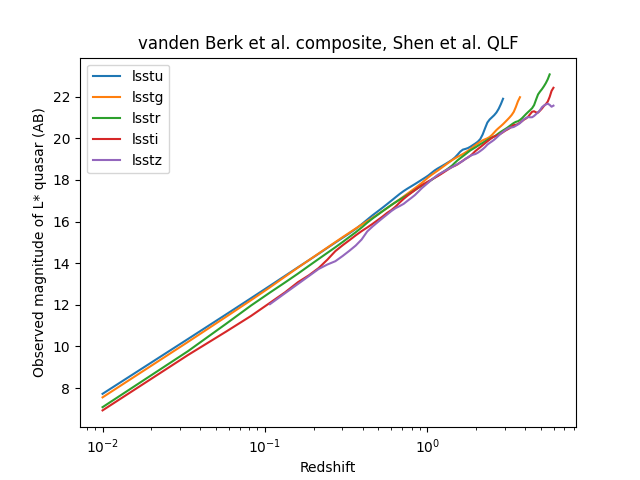 vanden Berk et al. composite, Shen et al. QLF
lsstu
lsstg
lsstr
lssti
lsstz
Observed magnitude of L* quasar (AB)
22
20
18
16
14
12
10
8
10⁻²
10⁻¹
10⁰
Redshift